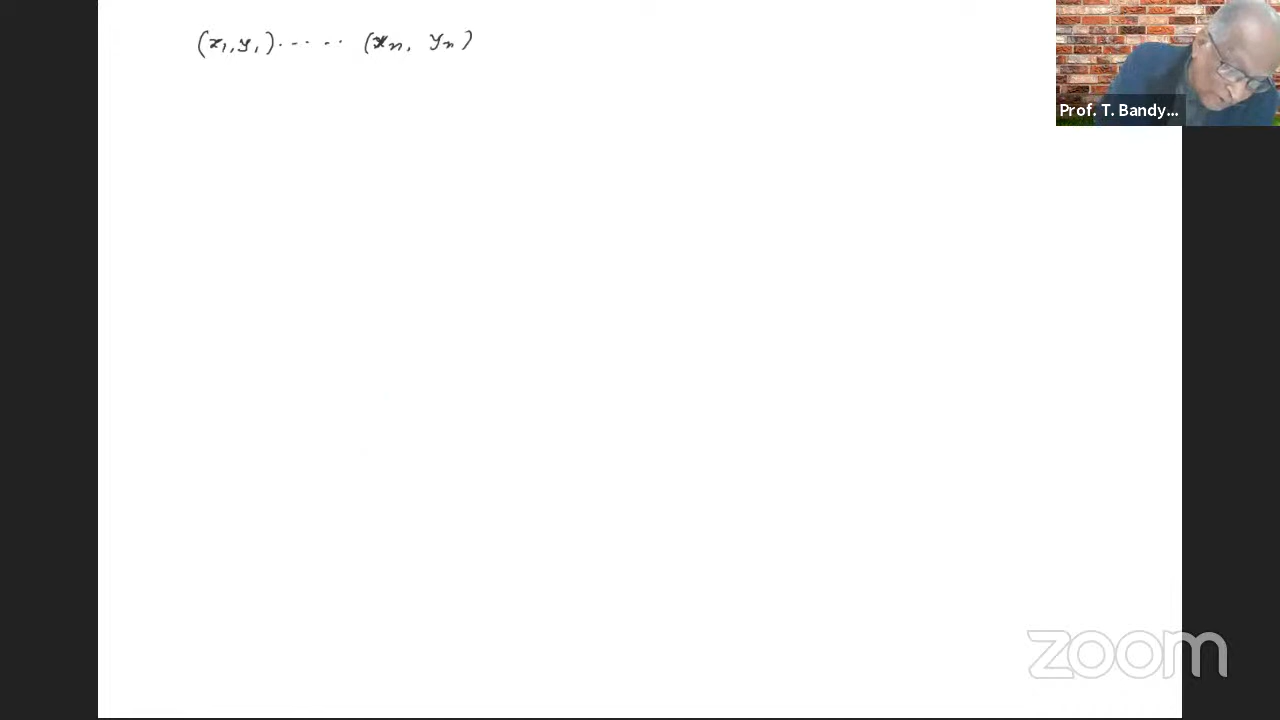 (x₁, y₁) ..... (xₙ, yₙ)
Prof. T. Bandy...
zoom